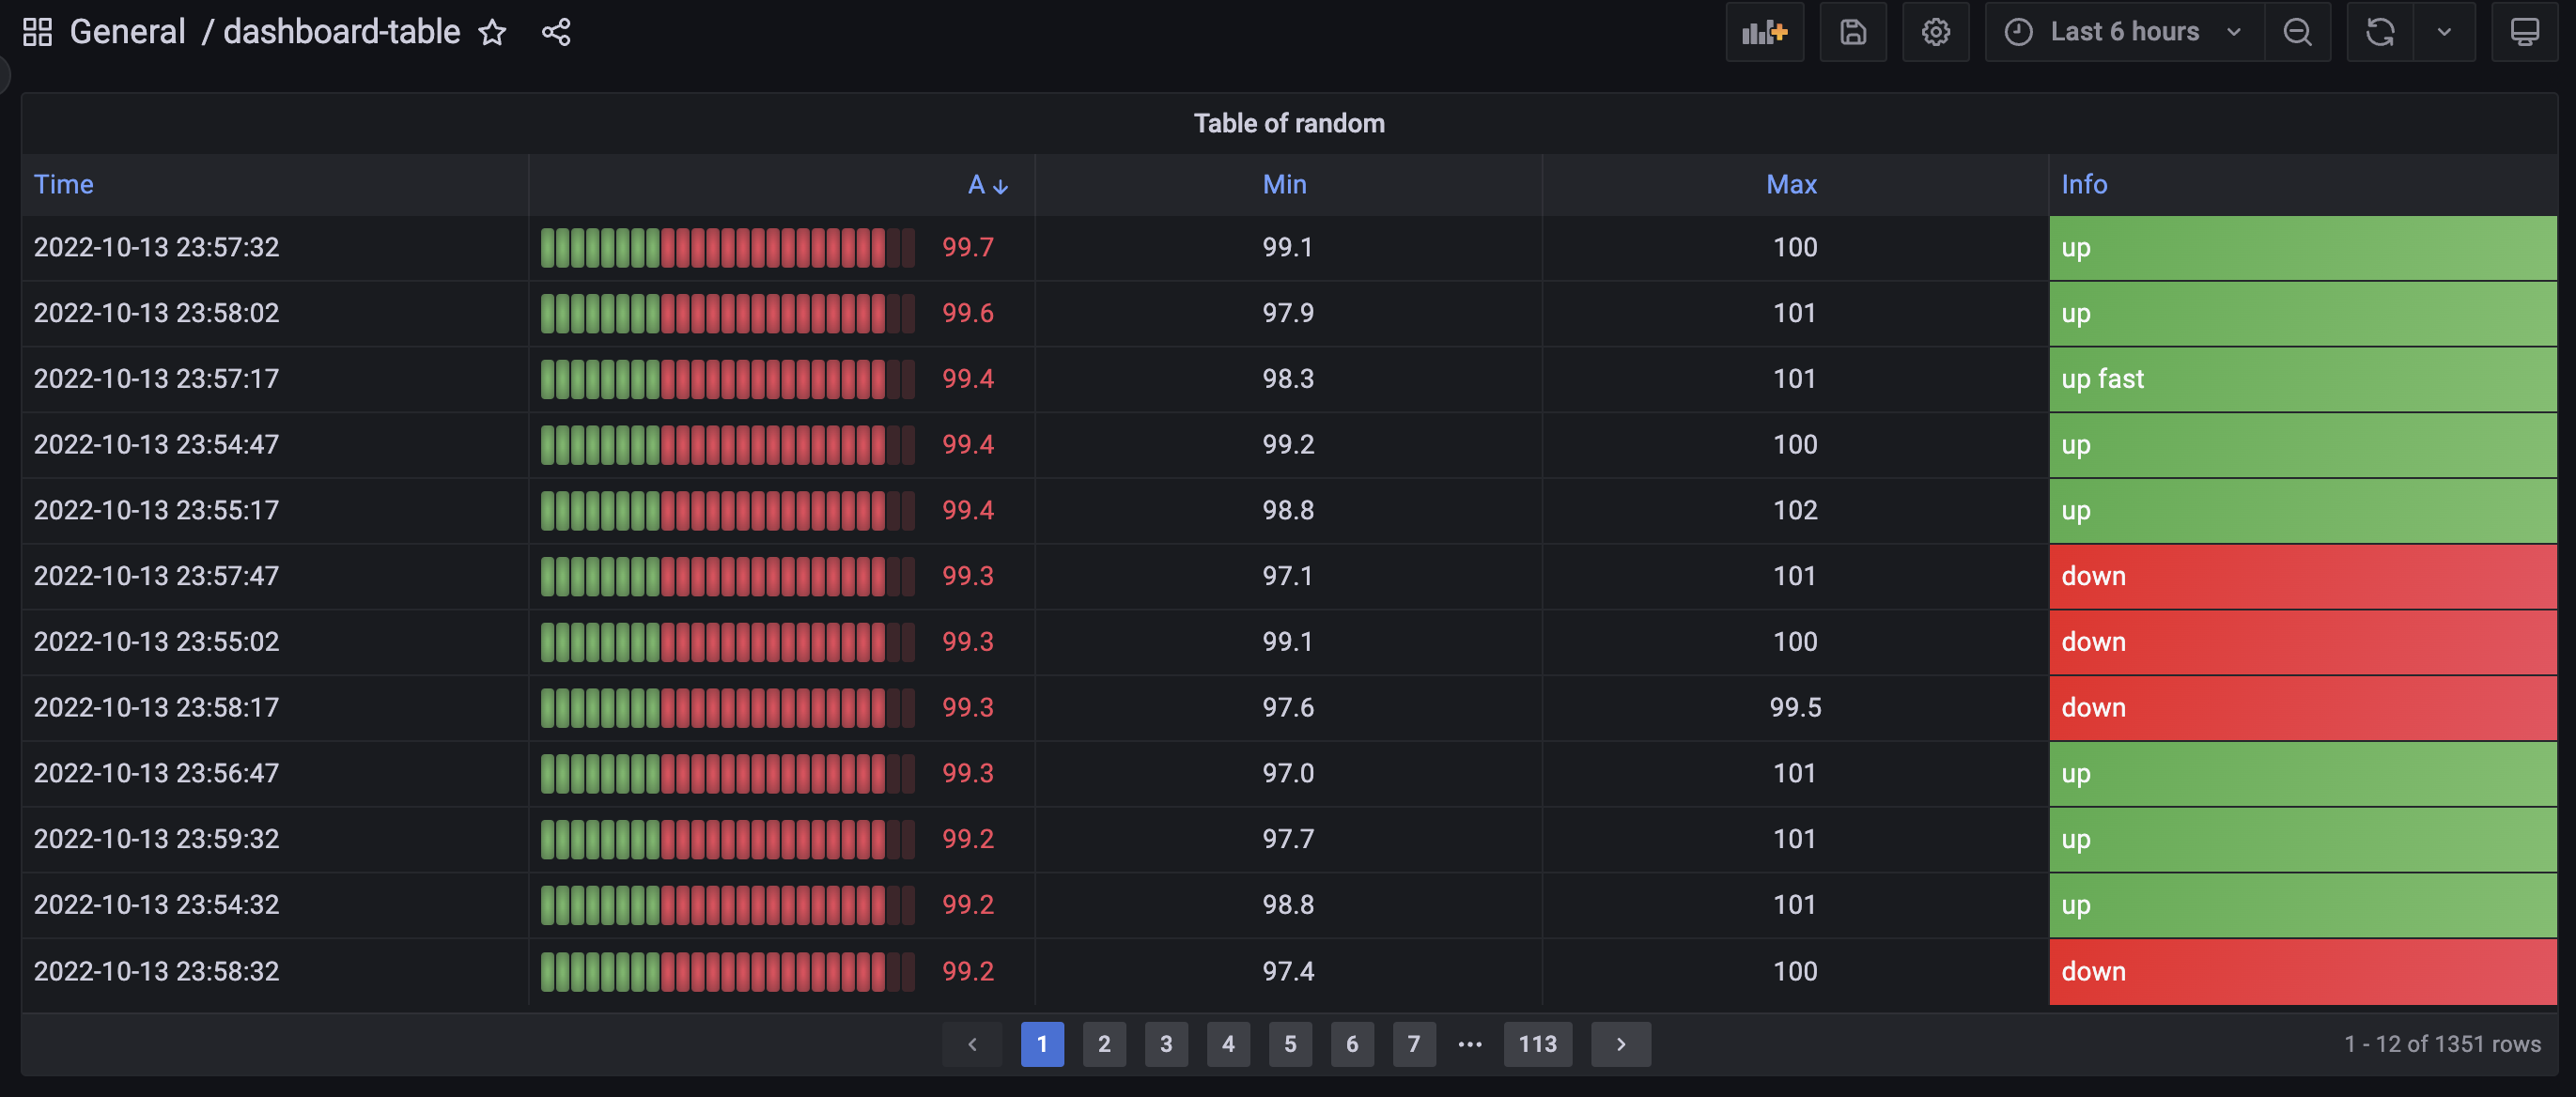 General / dashboard-table Last 6 hours
Table of random
Time A Min Max Info
2022-10-13 23:57:32 99.7 99.1 100 up
2022-10-13 23:58:02 99.6 97.9 101 up
2022-10-13 23:57:17 99.4 98.3 101 up fast
2022-10-13 23:54:47 99.4 99.2 100 up
2022-10-13 23:55:17 99.4 98.8 102 up
2022-10-13 23:57:47 99.3 97.1 101 down
2022-10-13 23:55:02 99.3 99.1 100 down
2022-10-13 23:58:17 99.3 97.6 99.5 down
2022-10-13 23:56:47 99.3 97.0 101 up
2022-10-13 23:59:32 99.2 97.7 101 up
2022-10-13 23:54:32 99.2 98.8 101 up
2022-10-13 23:58:32 99.2 97.4 100 down
1 2 3 4 5 6 7 ... 113 1 - 12 of 1351 rows